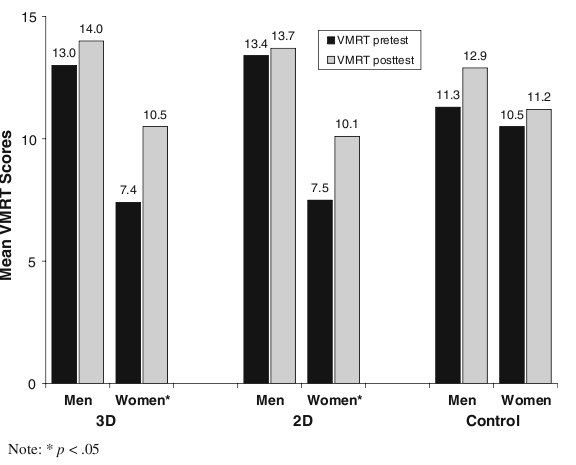 15
VMRT pretest
VMRT posttest
13.0 14.0 13.4 13.7 12.9
11.3
10.5 10.1 10.5 11.2
10
7.4 7.5
Mean VMRT Scores
5
0
Men Women* Men Women* Men Women
3D 2D Control
Note: * p < .05